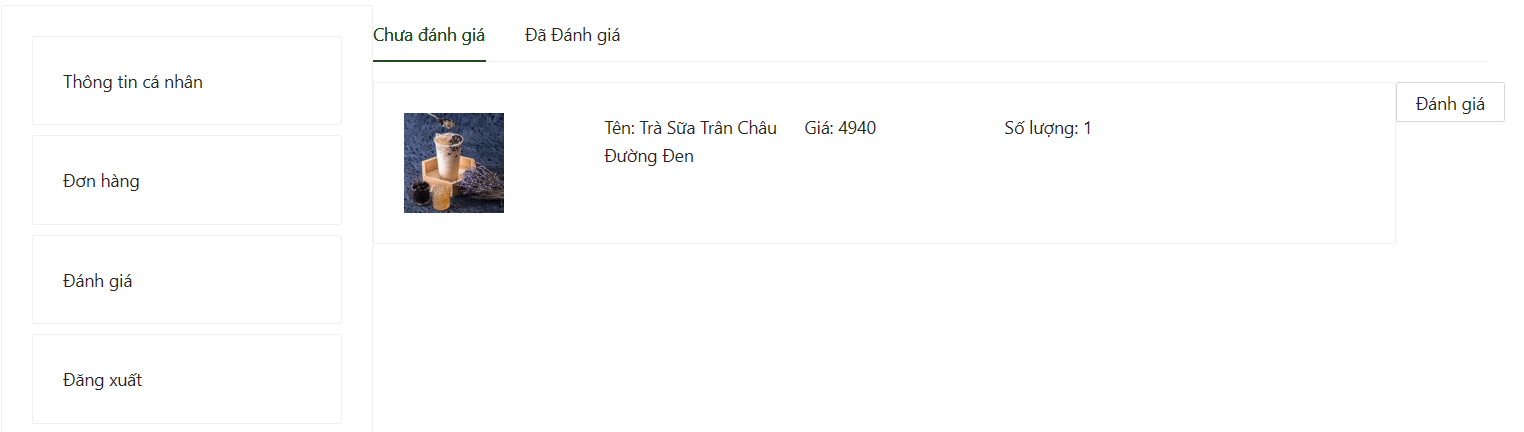 Chưa đánh giá
Đã Đánh giá
Thông tin cá nhân
Đơn hàng
Đánh giá
Đăng xuất
Tên: Trà Sữa Trân Châu
Đường Đen
Giá: 4940
Số lượng: 1
Đánh giá